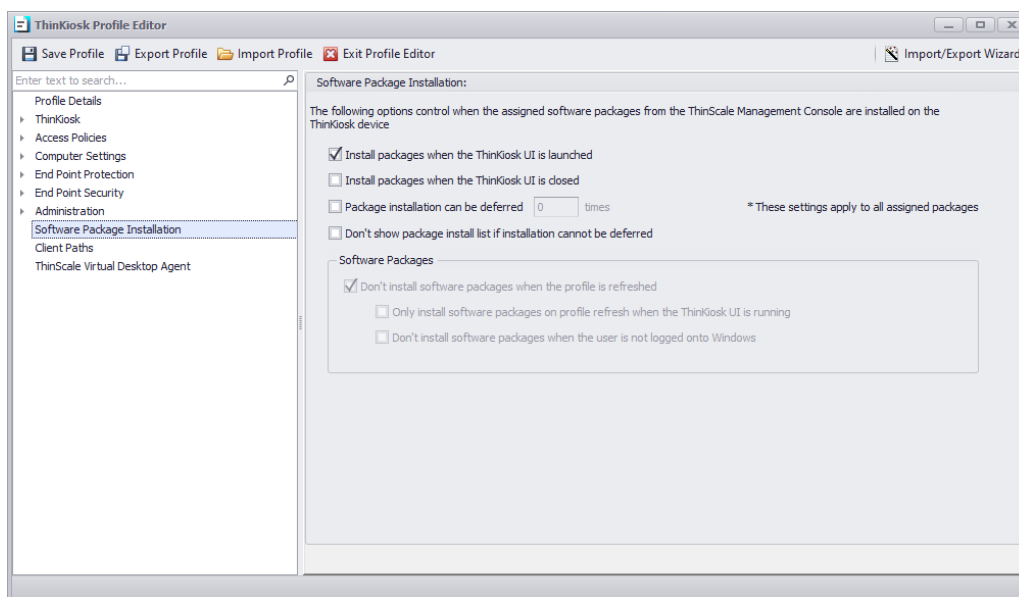 ThinKiosk Profile Editor
Save Profile Export Profile Import Profile Exit Profile Editor Import/Export Wizard
Enter text to search...
Profile Details
ThinKiosk
Access Policies
Computer Settings
End Point Protection
End Point Security
Administration
Software Package Installation
Client Paths
ThinScale Virtual Desktop Agent
Software Package Installation:
The following options control when the assigned software packages from the ThinScale Management Console are installed on the
ThinKiosk device
Install packages when the ThinKiosk UI is launched
Install packages when the ThinKiosk UI is closed
Package installation can be deferred 0 times * These settings apply to all assigned packages
Don't show package install list if installation cannot be deferred
Software Packages
Don't install software packages when the profile is refreshed
Only install software packages on profile refresh when the ThinKiosk UI is running
Don't install software packages when the user is not logged onto Windows